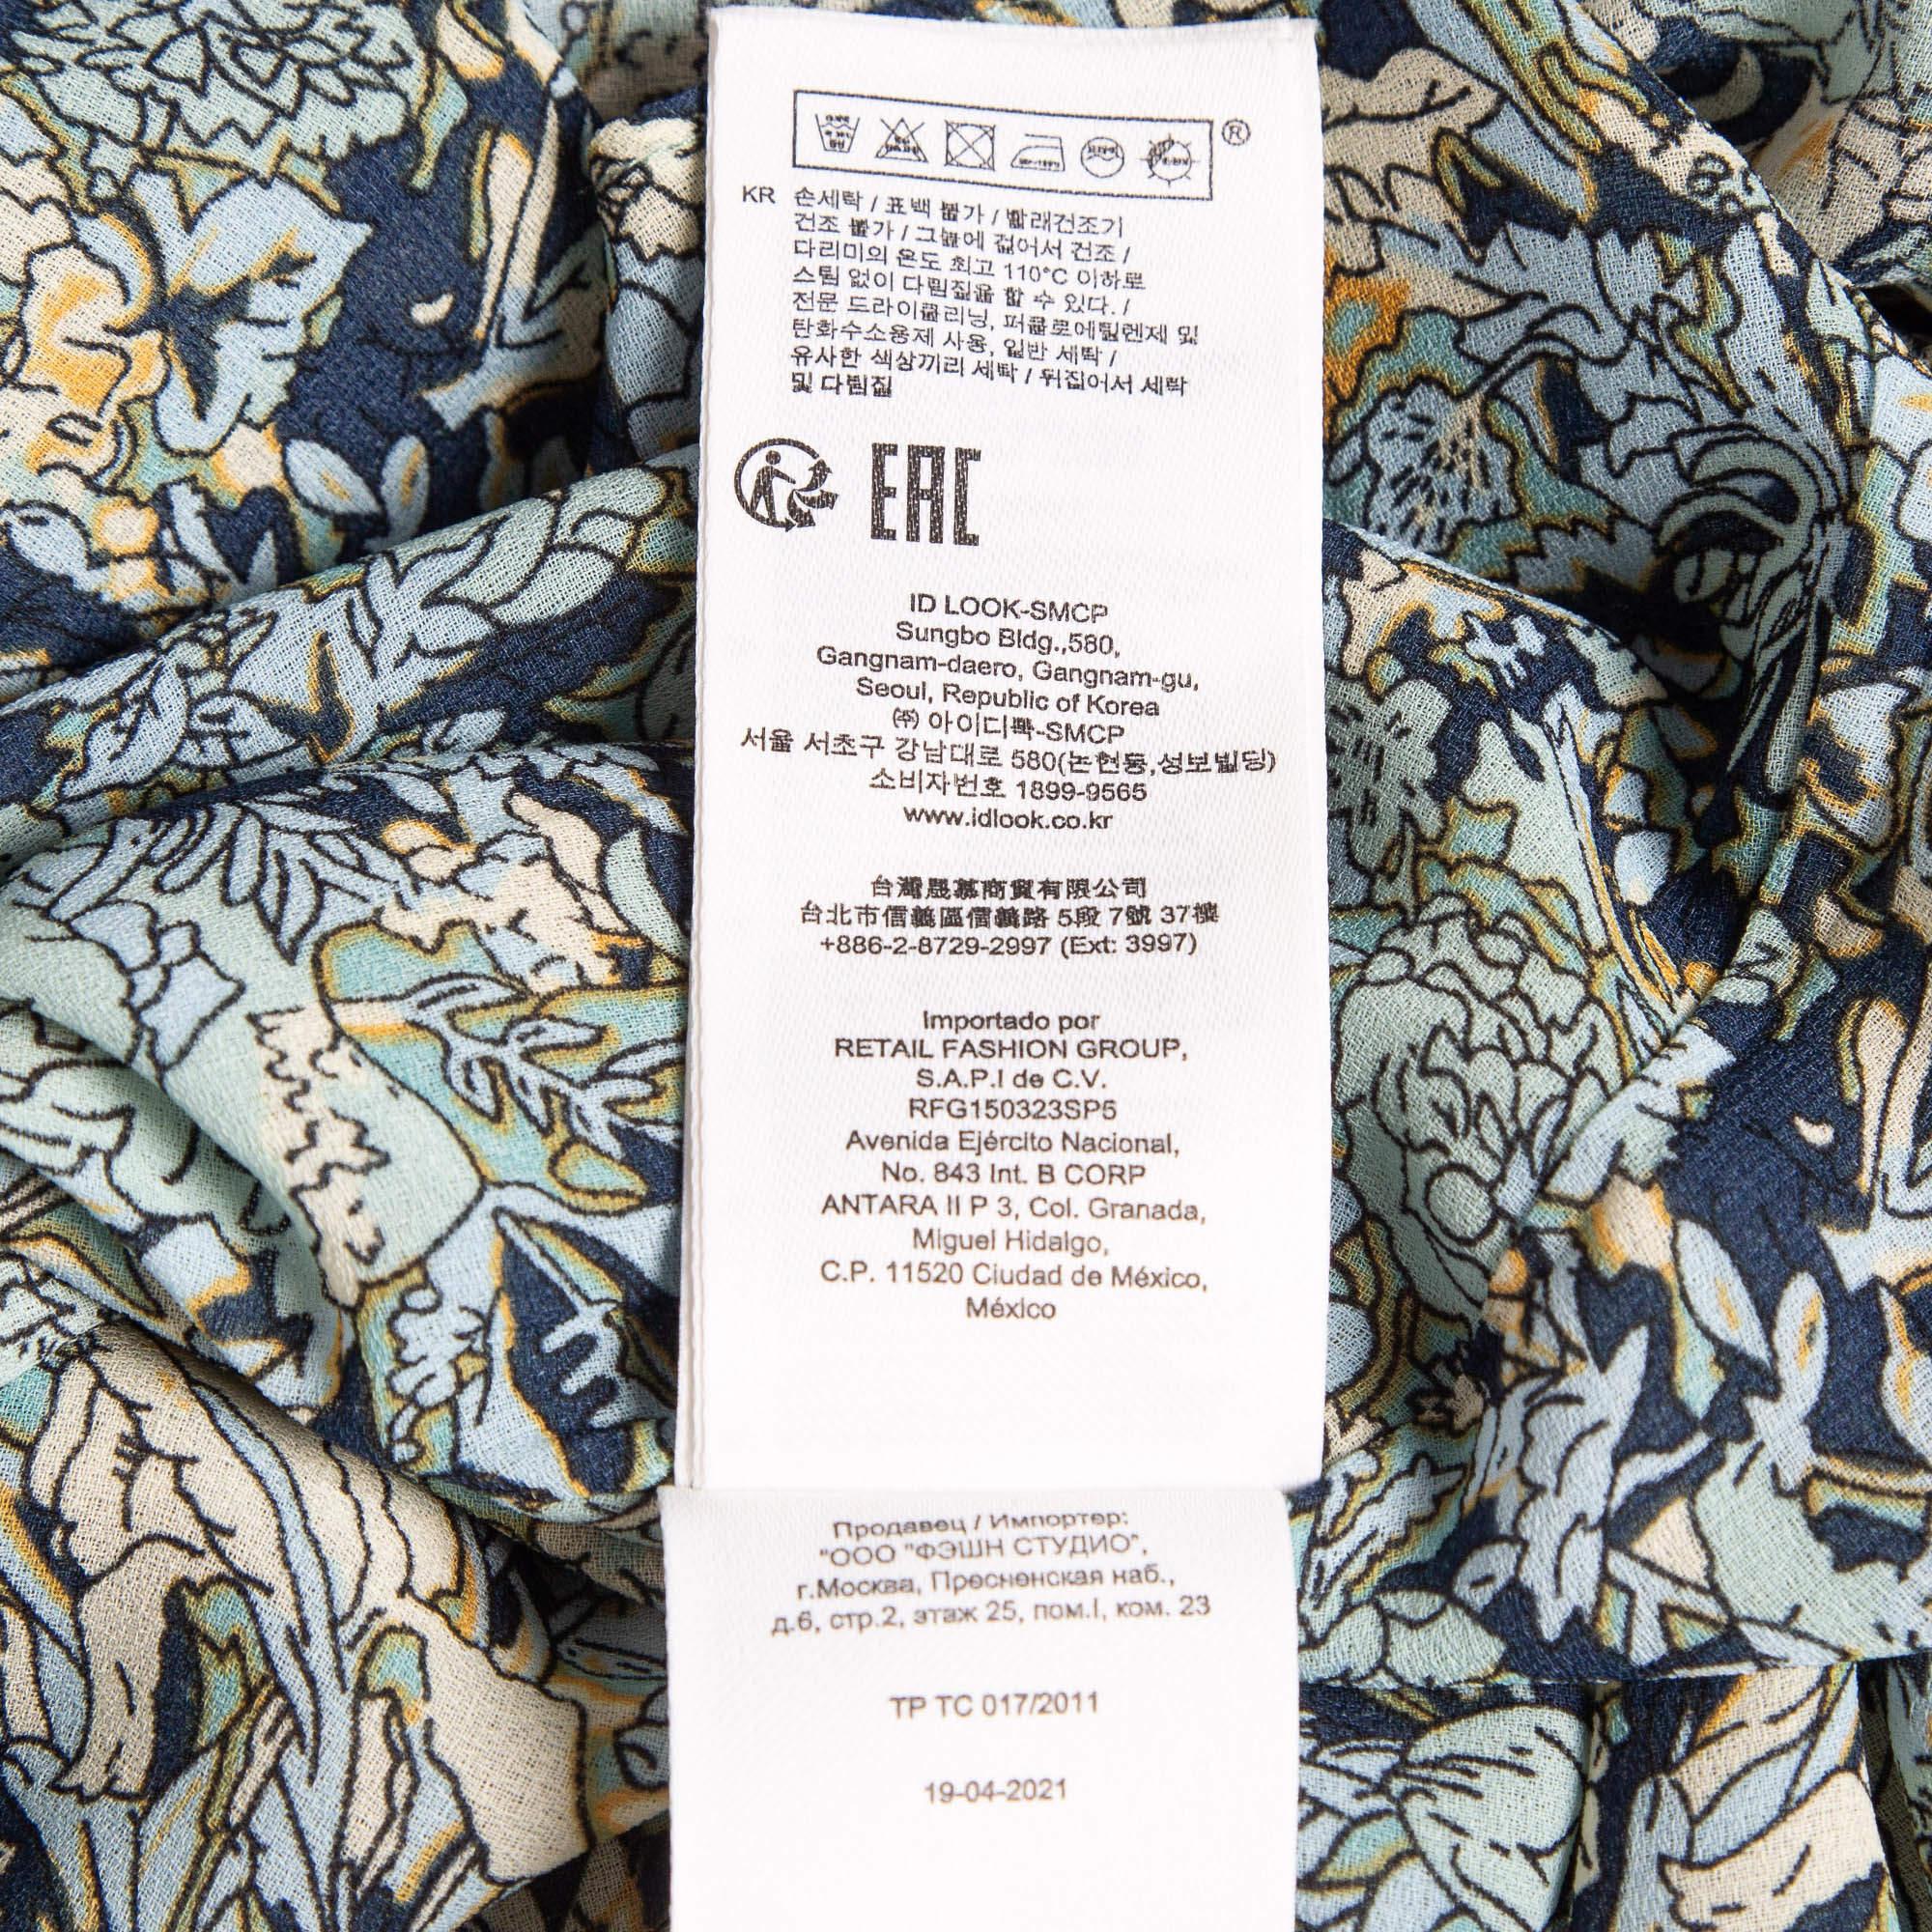 ®
KR 손세탁 / 표백 불가 / 빨래건조기
건조 불가 / 그늘에 걸어서 건조 /
다리미의 온도 최고 110°C 이하로
스팀 없이 다림질을 할 수 있다. /
전문 드라이클리닝, 퍼클로에틸렌제 및
탄화수소용제 사용, 일반 세탁 /
유사한 색상끼리 세탁 / 뒤집어서 세탁
및 다림질
EAC
ID LOOK-SMCP
Sungbo Bldg.,580,
Gangnam-daero, Gangnam-gu,
Seoul, Republic of Korea
㈜ 아이디룩-SMCP
서울 서초구 강남대로 580(논현동,성보빌딩)
소비자번호 1899-9565
www.idlook.co.kr
台灣晟慕商貿有限公司
台北市信義區信義路 5段 7號 37樓
+886-2-8729-2997 (Ext: 3997)
Importado por
RETAIL FASHION GROUP,
S.A.P.I de C.V.
RFG150323SP5
Avenida Ejército Nacional,
No. 843 Int. B CORP
ANTARA II P 3, Col. Granada,
Miguel Hidalgo,
C.P. 11520 Ciudad de México,
México
Продавец / Импортер:
"ООО "ФЭШН СТУДИО",
г.Москва, Пресненская наб.,
д.6, стр.2, этаж 25, пом.I, ком. 23
ТР ТС 017/2011
19-04-2021